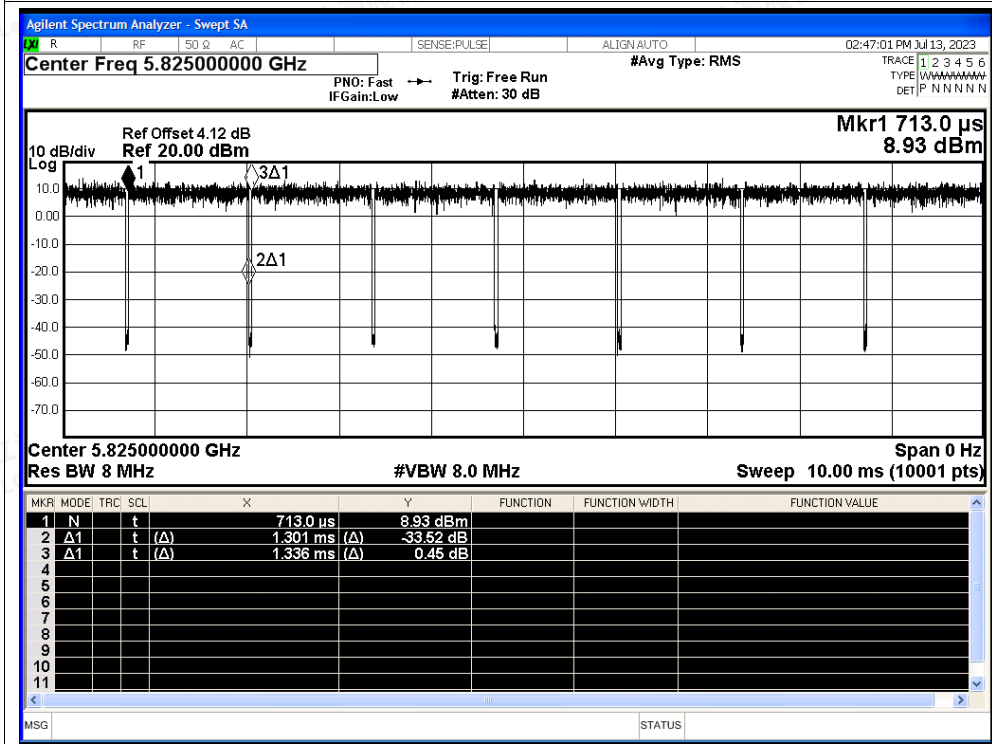 Agilent Spectrum Analyzer - Swept SA
LXI R RF 50 Ω AC SENSE:PULSE ALIGN AUTO 02:47:01 PM Jul 13, 2023
Center Freq 5.825000000 GHz
PNO: Fast
IFGain:Low
Trig: Free Run
#Atten: 30 dB
#Avg Type: RMS
TRACE 1 2 3 4 5 6
TYPE
DET P N N N N N
Mkr1 713.0 µs
8.93 dBm
Ref Offset 4.12 dB
10 dB/div Ref 20.00 dBm
Log
1
3Δ1
2Δ1
10.0
0.00
-10.0
-20.0
-30.0
-40.0
-50.0
-60.0
-70.0
Center 5.825000000 GHz Span 0 Hz
Res BW 8 MHz #VBW 8.0 MHz Sweep 10.00 ms (10001 pts)
MKR MODE TRC SCL X Y FUNCTION FUNCTION WIDTH FUNCTION VALUE
1 N t 713.0 µs 8.93 dBm
2 Δ1 t (Δ) 1.301 ms (Δ) -33.52 dB
3 Δ1 t (Δ) 1.336 ms (Δ) 0.45 dB
4
5
6
7
8
9
10
11
MSG STATUS